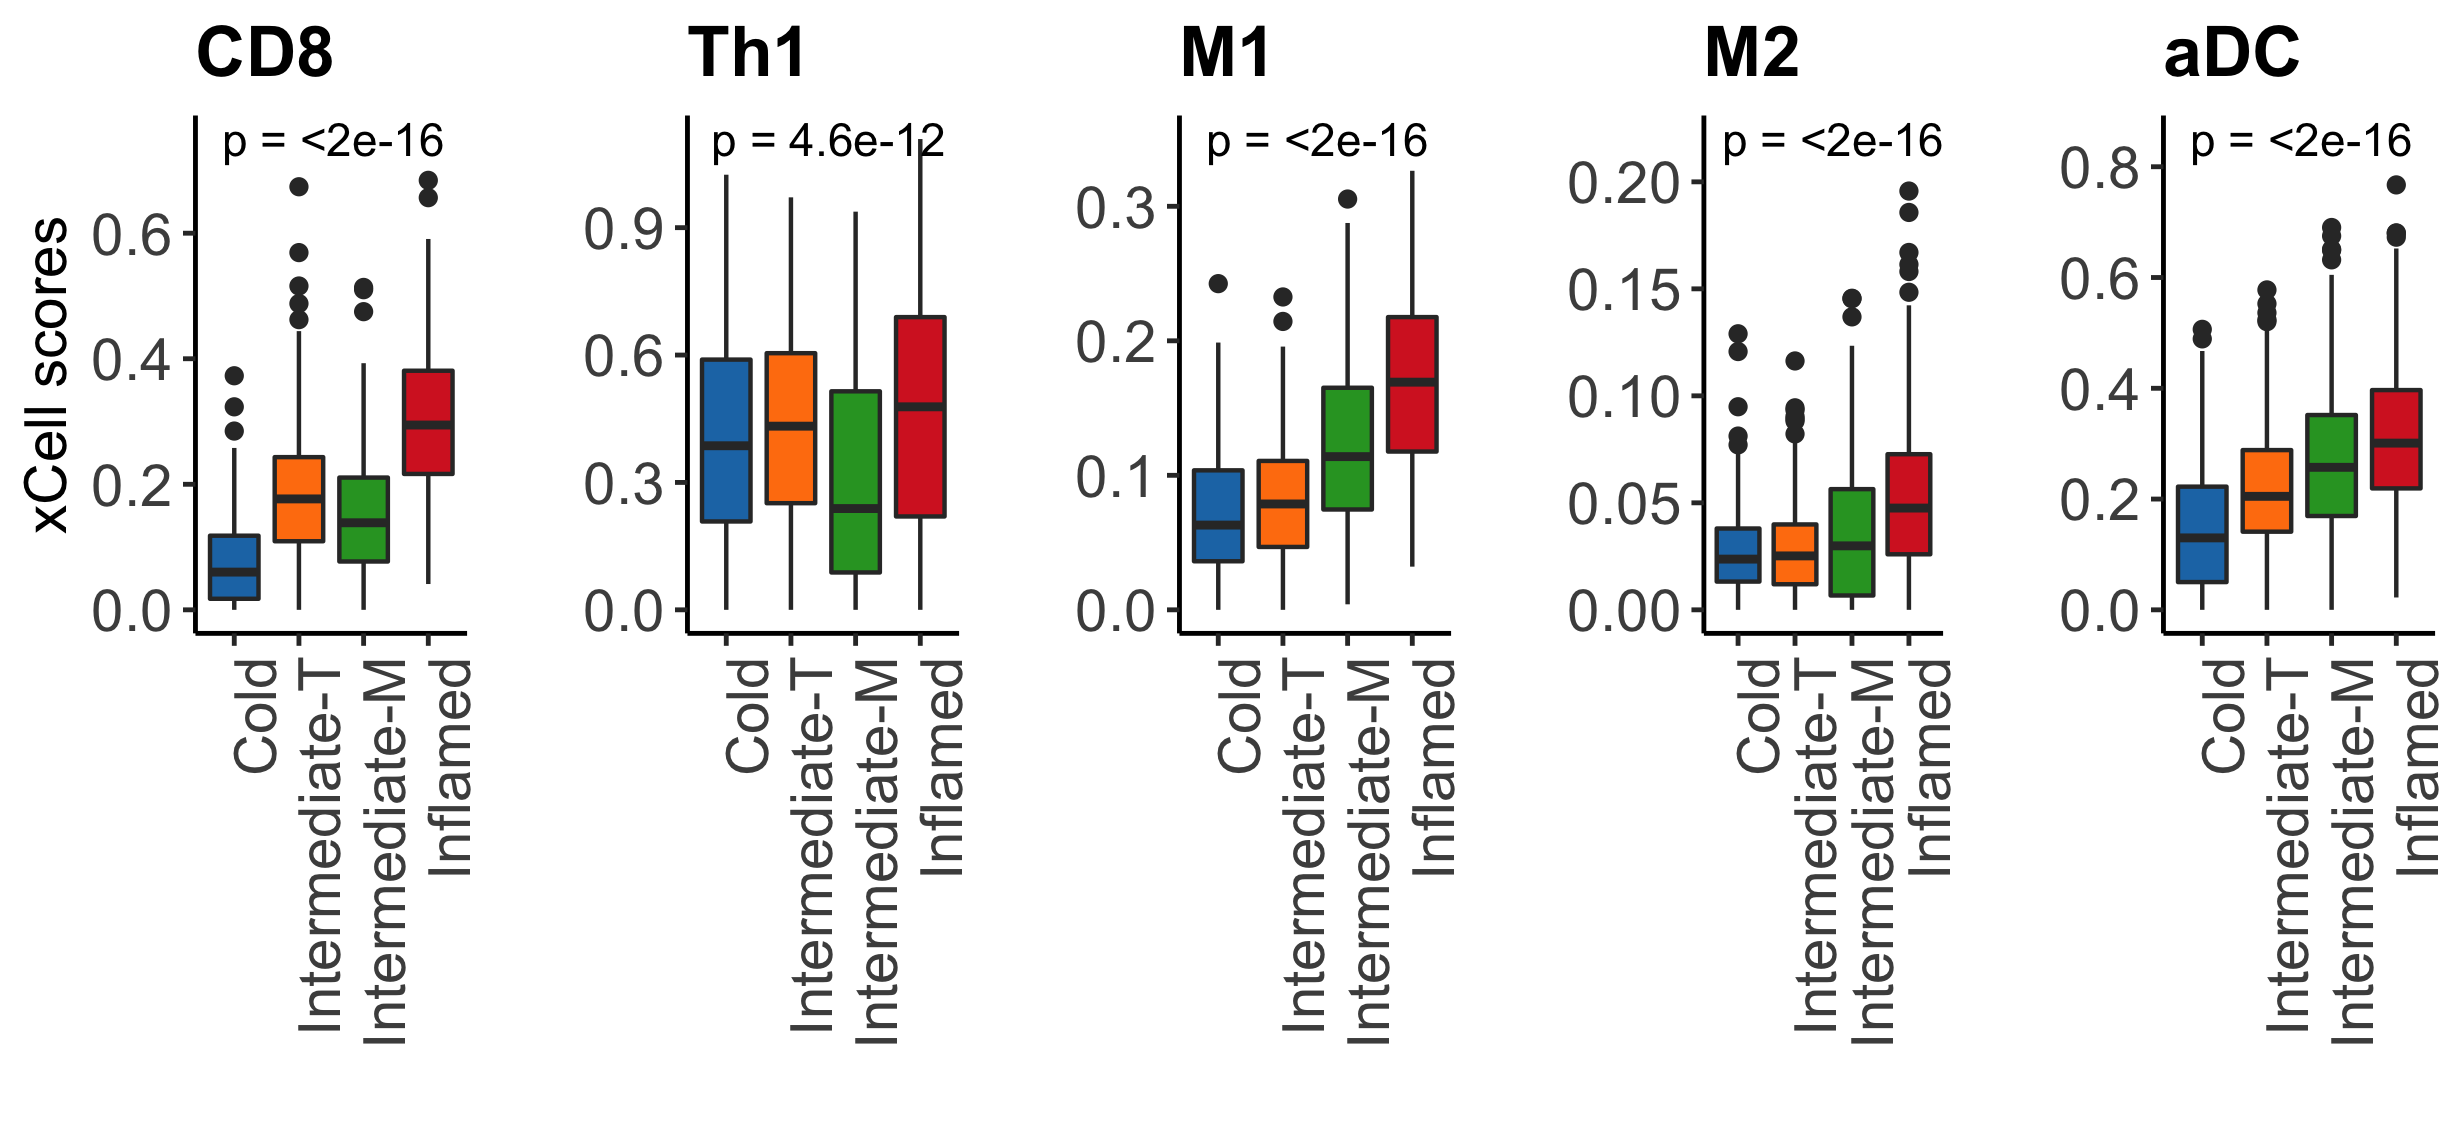 CD8
Th1
M1
M2
aDC
xCell scores
p = <2e-16
0.6
0.4
0.2
0.0
Cold
Intermediate-T
Intermediate-M
Inflamed
p = 4.6e-12
0.9
0.6
0.3
0.0
Cold
Intermediate-T
Intermediate-M
Inflamed
p = <2e-16
0.3
0.2
0.1
0.0
Cold
Intermediate-T
Intermediate-M
Inflamed
p = <2e-16
0.20
0.15
0.10
0.05
0.00
Cold
Intermediate-T
Intermediate-M
Inflamed
p = <2e-16
0.8
0.6
0.4
0.2
0.0
Cold
Intermediate-T
Intermediate-M
Inflamed